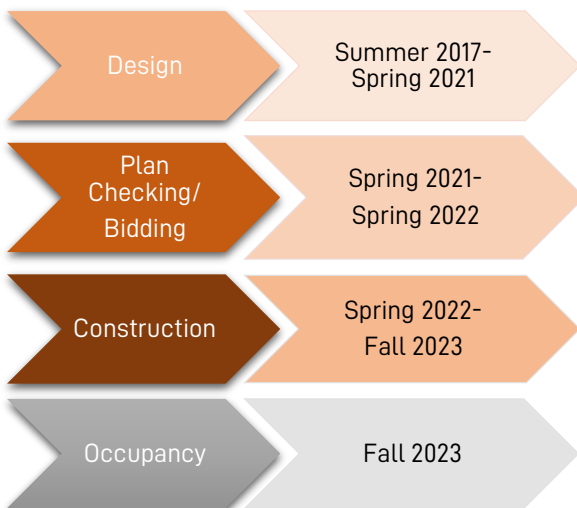 Design
Summer 2017-
Spring 2021
Plan
Checking/
Bidding
Spring 2021-
Spring 2022
Construction
Spring 2022-
Fall 2023
Occupancy
Fall 2023